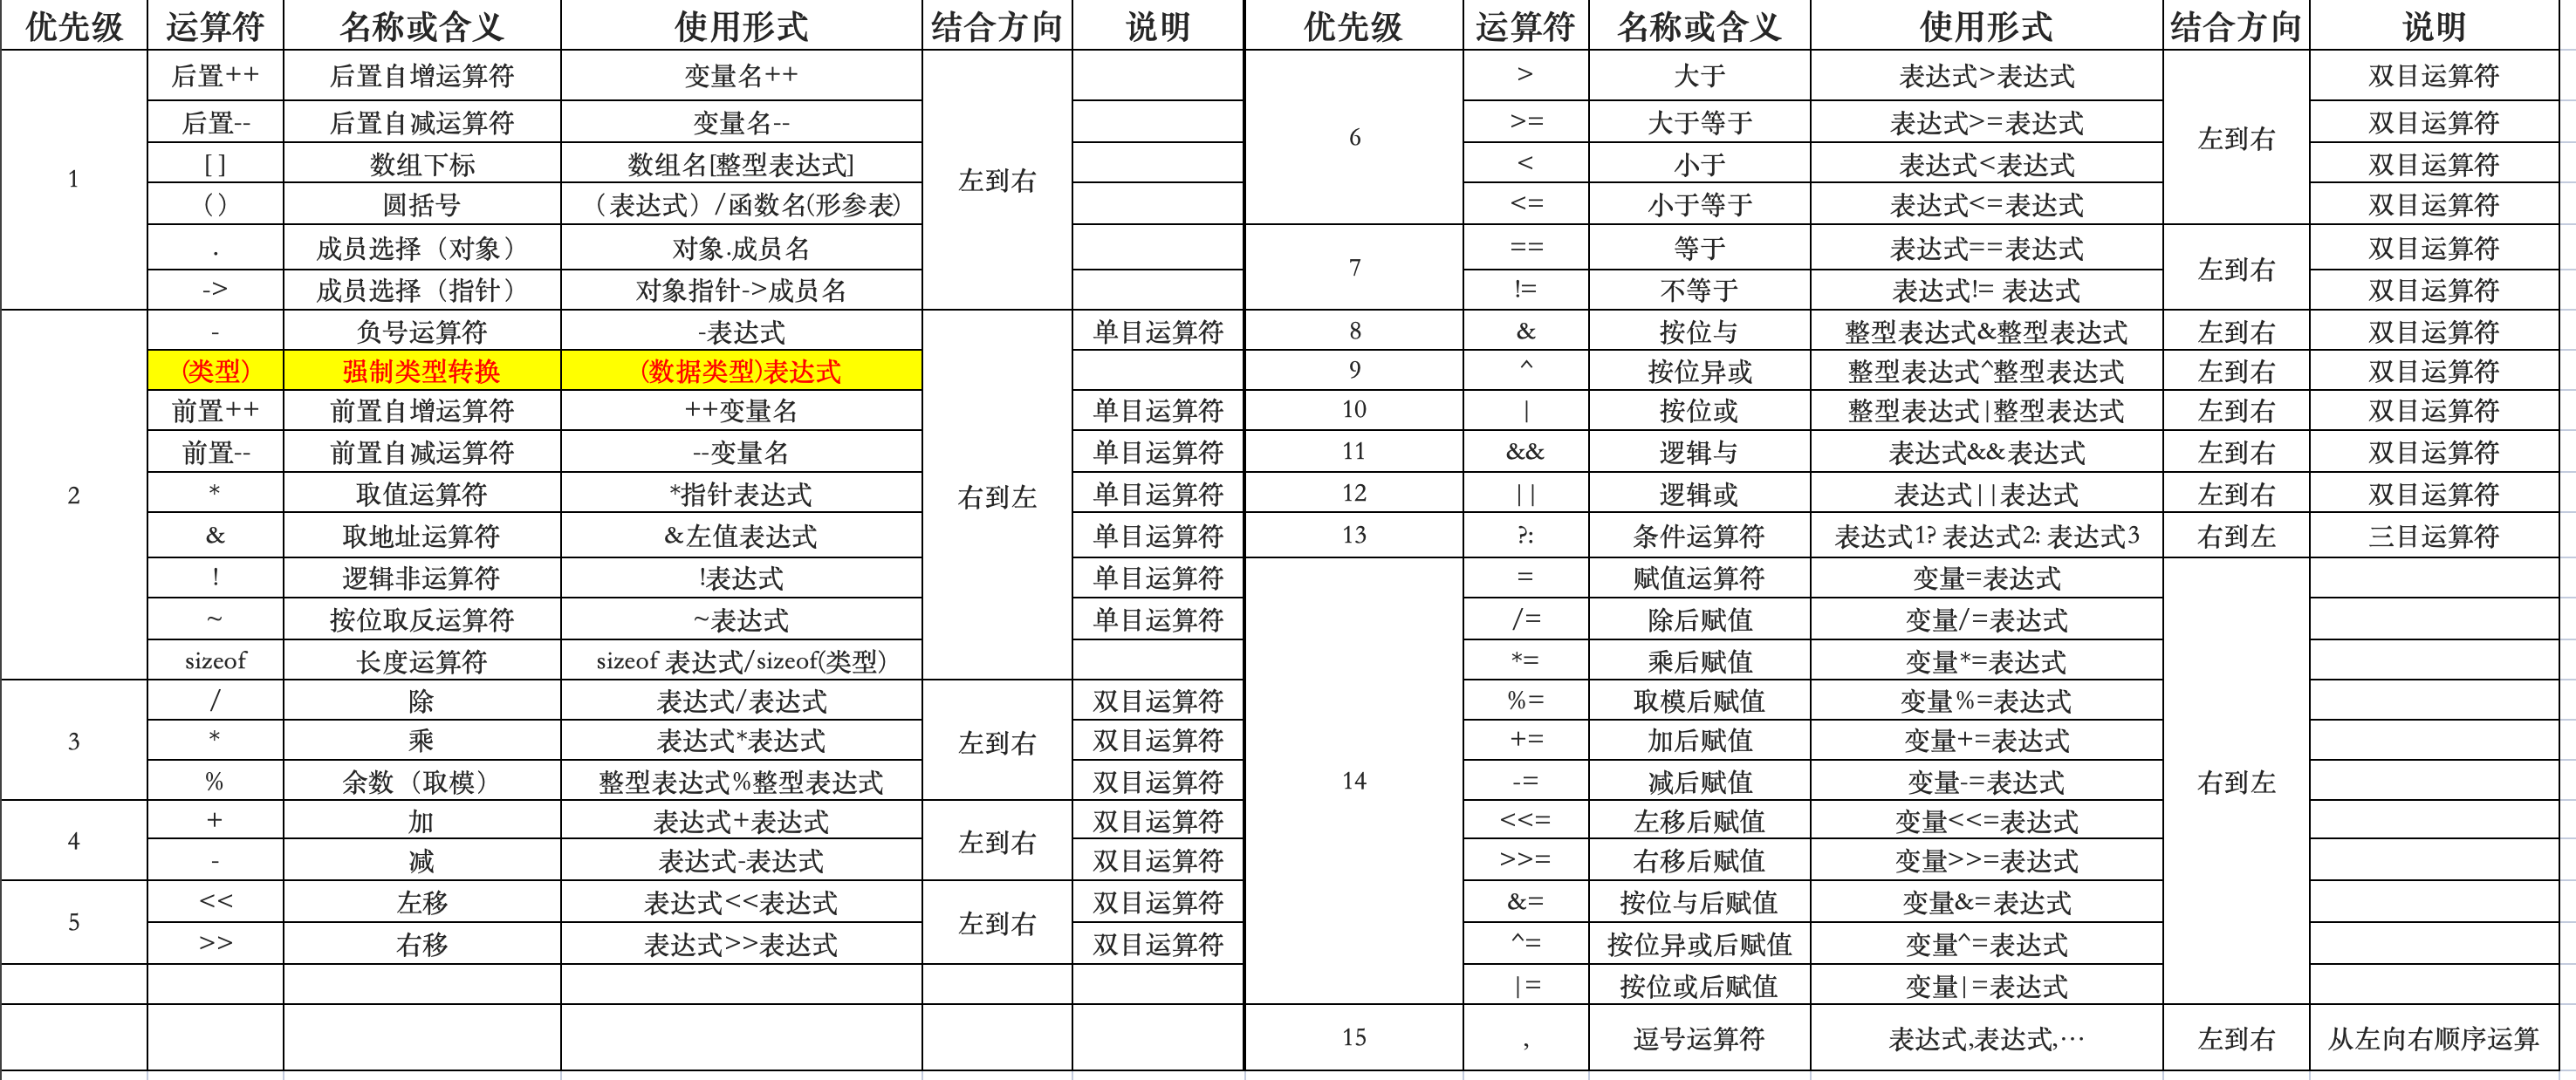 优先级 运算符 名称或含义 使用形式 结合方向 说明 优先级 运算符 名称或含义 使用形式 结合方向 说明
1 后置++ 后置自增运算符 变量名++ 左到右 6 > 大于 表达式>表达式 左到右 双目运算符
后置-- 后置自减运算符 变量名-- >= 大于等于 表达式>=表达式 双目运算符
[ ] 数组下标 数组名[整型表达式] < 小于 表达式<表达式 双目运算符
( ) 圆括号 （表达式）/函数名(形参表) <= 小于等于 表达式<=表达式 双目运算符
. 成员选择（对象） 对象.成员名 7 == 等于 表达式==表达式 左到右 双目运算符
-> 成员选择（指针） 对象指针->成员名 != 不等于 表达式!= 表达式 双目运算符
2 - 负号运算符 -表达式 右到左 单目运算符 8 & 按位与 整型表达式&整型表达式 左到右 双目运算符
(类型) 强制类型转换 (数据类型)表达式 9 ^ 按位异或 整型表达式^整型表达式 左到右 双目运算符
前置++ 前置自增运算符 ++变量名 单目运算符 10 | 按位或 整型表达式|整型表达式 左到右 双目运算符
前置-- 前置自减运算符 --变量名 单目运算符 11 && 逻辑与 表达式&&表达式 左到右 双目运算符
* 取值运算符 *指针表达式 单目运算符 12 || 逻辑或 表达式||表达式 左到右 双目运算符
& 取地址运算符 &左值表达式 单目运算符 13 ?: 条件运算符 表达式1? 表达式2: 表达式3 右到左 三目运算符
! 逻辑非运算符 !表达式 单目运算符 14 = 赋值运算符 变量=表达式 右到左
~ 按位取反运算符 ~表达式 单目运算符 /= 除后赋值 变量/=表达式
sizeof 长度运算符 sizeof 表达式/sizeof(类型) *= 乘后赋值 变量*=表达式
3 / 除 表达式/表达式 左到右 双目运算符 %= 取模后赋值 变量%=表达式
* 乘 表达式*表达式 双目运算符 += 加后赋值 变量+=表达式
% 余数（取模） 整型表达式%整型表达式 双目运算符 -= 减后赋值 变量-=表达式
4 + 加 表达式+表达式 左到右 双目运算符 <<= 左移后赋值 变量<<=表达式
- 减 表达式-表达式 双目运算符 >>= 右移后赋值 变量>>=表达式
5 << 左移 表达式<<表达式 左到右 双目运算符 &= 按位与后赋值 变量&=表达式
>> 右移 表达式>>表达式 双目运算符 ^= 按位异或后赋值 变量^=表达式
|= 按位或后赋值 变量|=表达式
15 , 逗号运算符 表达式,表达式,… 左到右 从左向右顺序运算